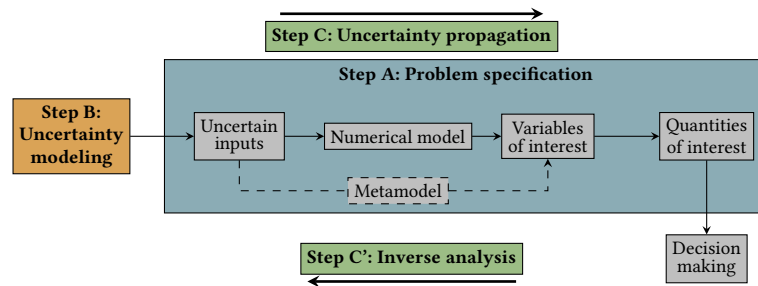 Step C: Uncertainty propagation
Step A: Problem specification
Step B:
Uncertainty
modeling
Uncertain
inputs
Numerical model
Variables
of interest
Quantities
of interest
Metamodel
Step C’: Inverse analysis
Decision
making